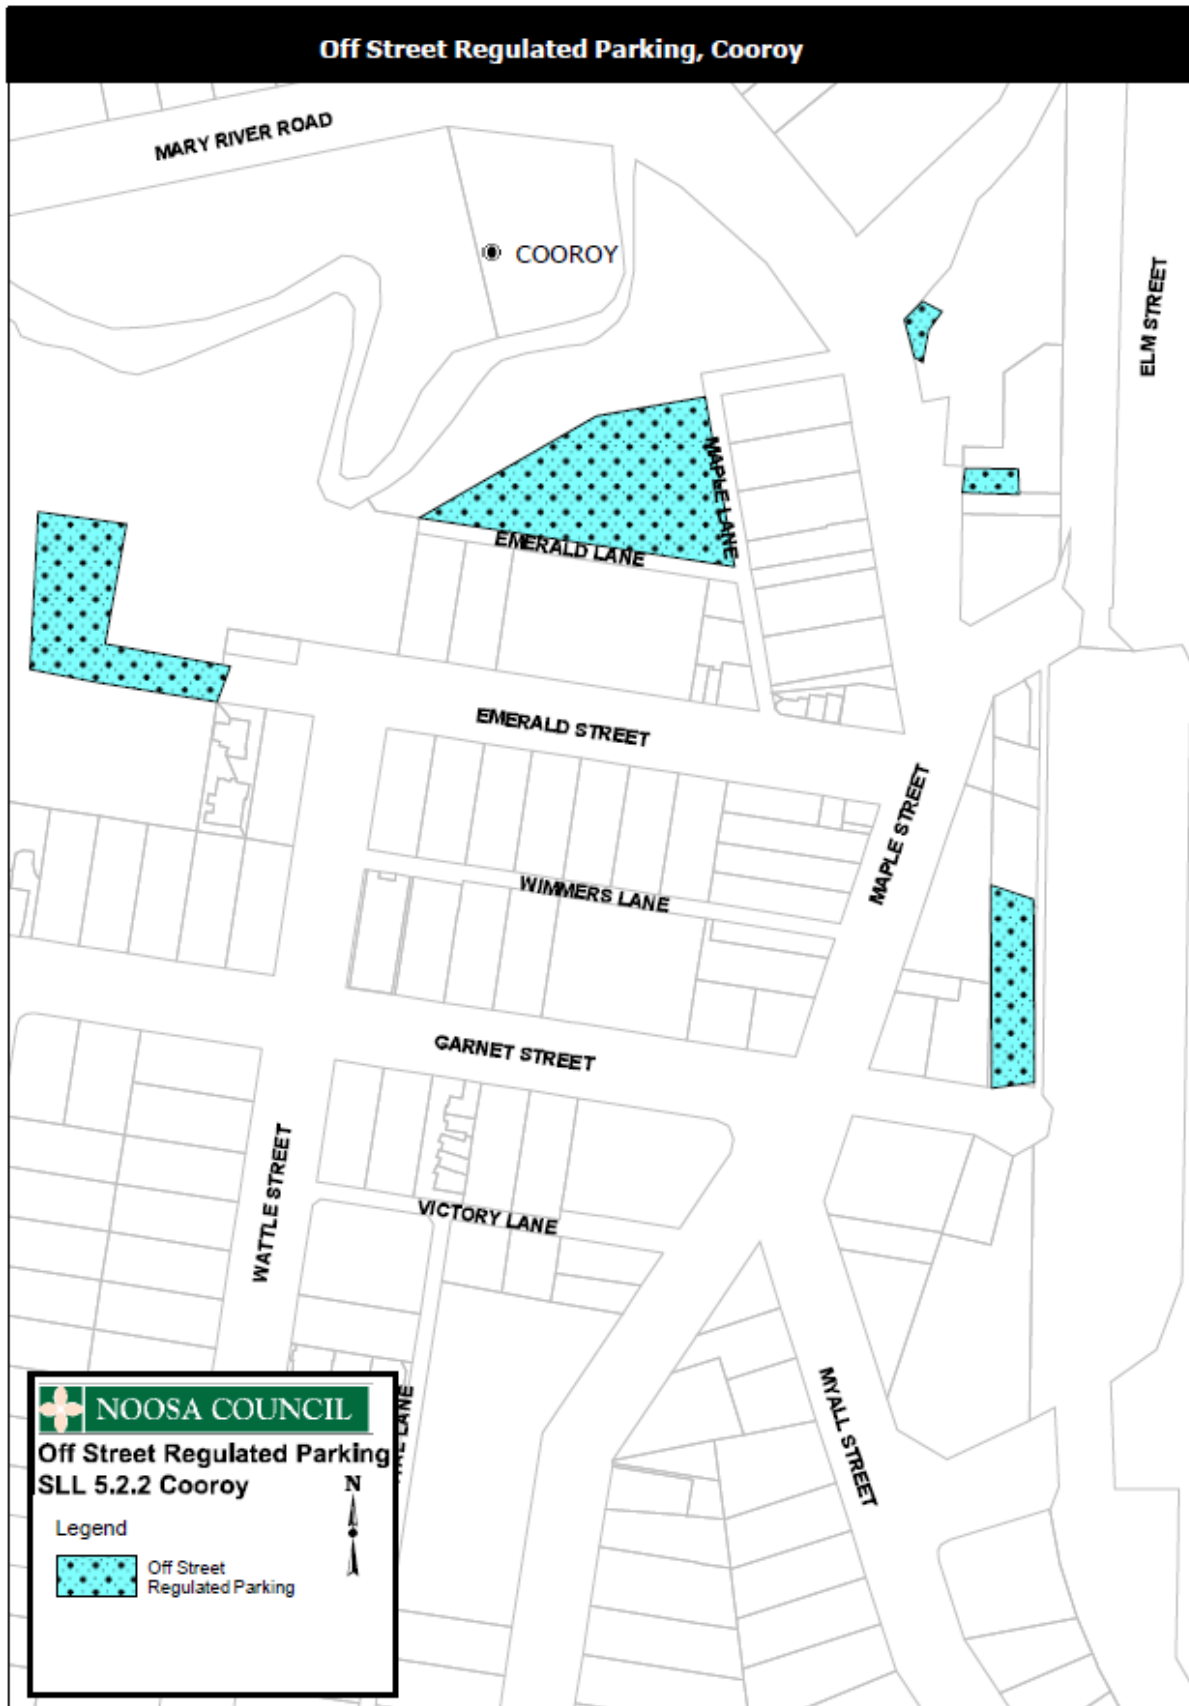 Off Street Regulated Parking, Cooroy
MARY RIVER ROAD
COOROY
ELM STREET
MAPLE LANE
EMERALD LANE
EMERALD STREET
MAPLE STREET
WIMMERS LANE
GARNET STREET
WATTLE STREET
VICTORY LANE
MYALL STREET
LANE
NOOSA COUNCIL
Off Street Regulated Parking
SLL 5.2.2 Cooroy
N
Legend
Off Street
Regulated Parking